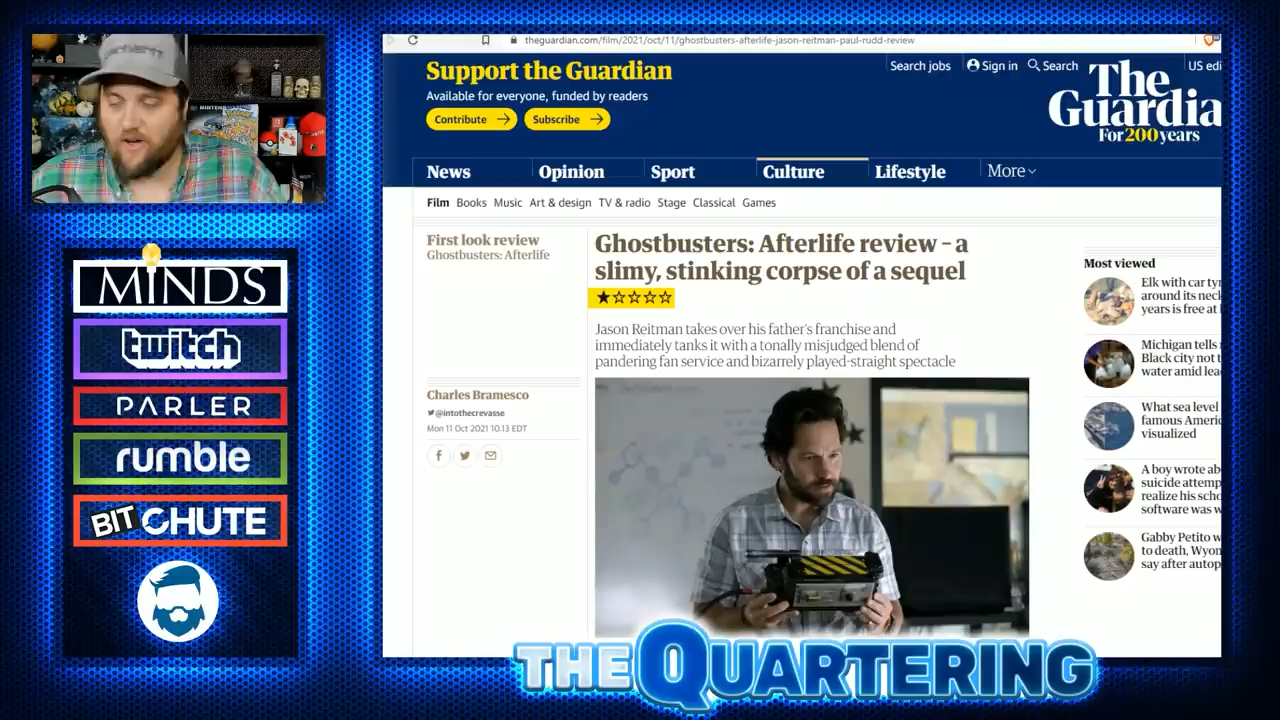 theguardian.com/film/2021/oct/11/ghostbusters-afterlife-jason-reitman-paul-rudd-review
Support the Guardian
Available for everyone, funded by readers
Contribute
Subscribe
Search jobs
Sign in
Search
US edi
The
Guardia
For 200 years
News
Opinion
Sport
Culture
Lifestyle
More
Film
Books
Music
Art & design
TV & radio
Stage
Classical
Games
First look review
Ghostbusters: Afterlife
Ghostbusters: Afterlife review – a
slimy, stinking corpse of a sequel
Jason Reitman takes over his father's franchise and
immediately tanks it with a tonally misjudged blend of
pandering fan service and bizarrely played-straight spectacle
Charles Bramesco
@intothecrevasse
Mon 11 Oct 2021 10.13 EDT
Most viewed
Elk with car tyr
around its neck
years is free at l
Michigan tells r
Black city not t
water amid lea
What sea level
famous Americ
visualized
A boy wrote ab
suicide attemp
realize his scho
software was w
Gabby Petito w
to death, Wyon
say after autop
MINDS
twitch
PARLER
rumble
BIT CHUTE
NINTEN
THE QUARTERING